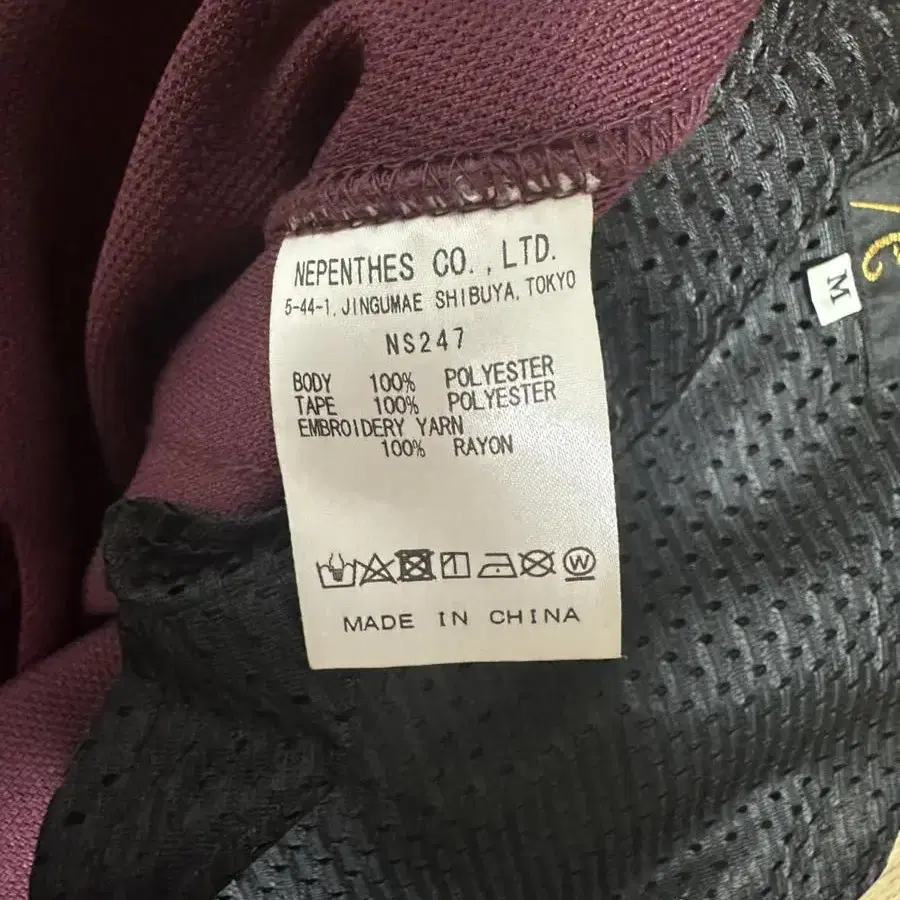 NEPENTHES CO., LTD.
5-44-1, JINGUMAE SHIBUYA, TOKYO
NS247
BODY 100% POLYESTER
TAPE 100% POLYESTER
EMBROIDERY YARN
100% RAYON
W
MADE IN CHINA
M